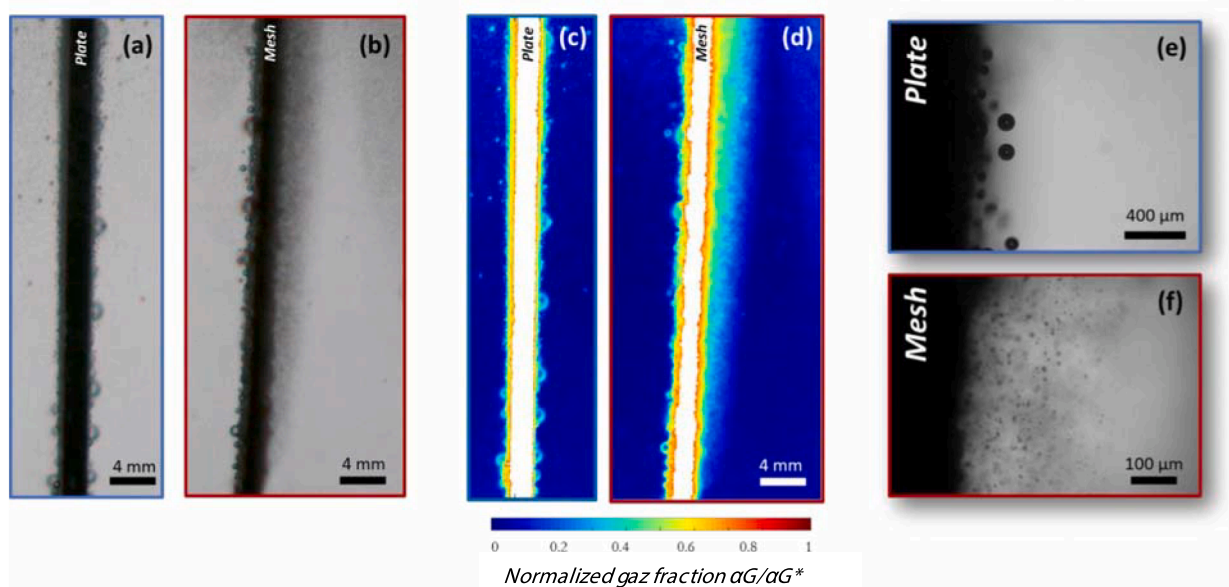 Plate
(a)
4 mm
Mesh
(b)
4 mm
Plate
(c)
Mesh
(d)
4 mm
0 0.2 0.4 0.6 0.8 1
Normalized gaz fraction αG/αG*
Plate
(e)
400 µm
Mesh
(f)
100 µm